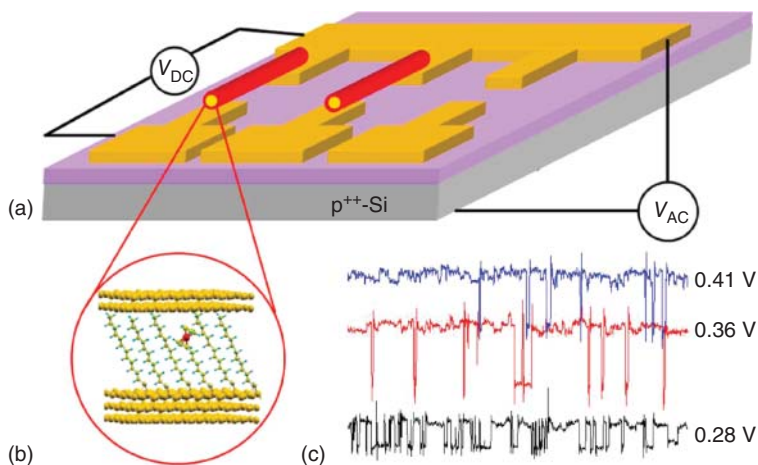 V_DC
(a)
p⁺⁺-Si
V_AC
0.41 V
0.36 V
0.28 V
(b)
(c)